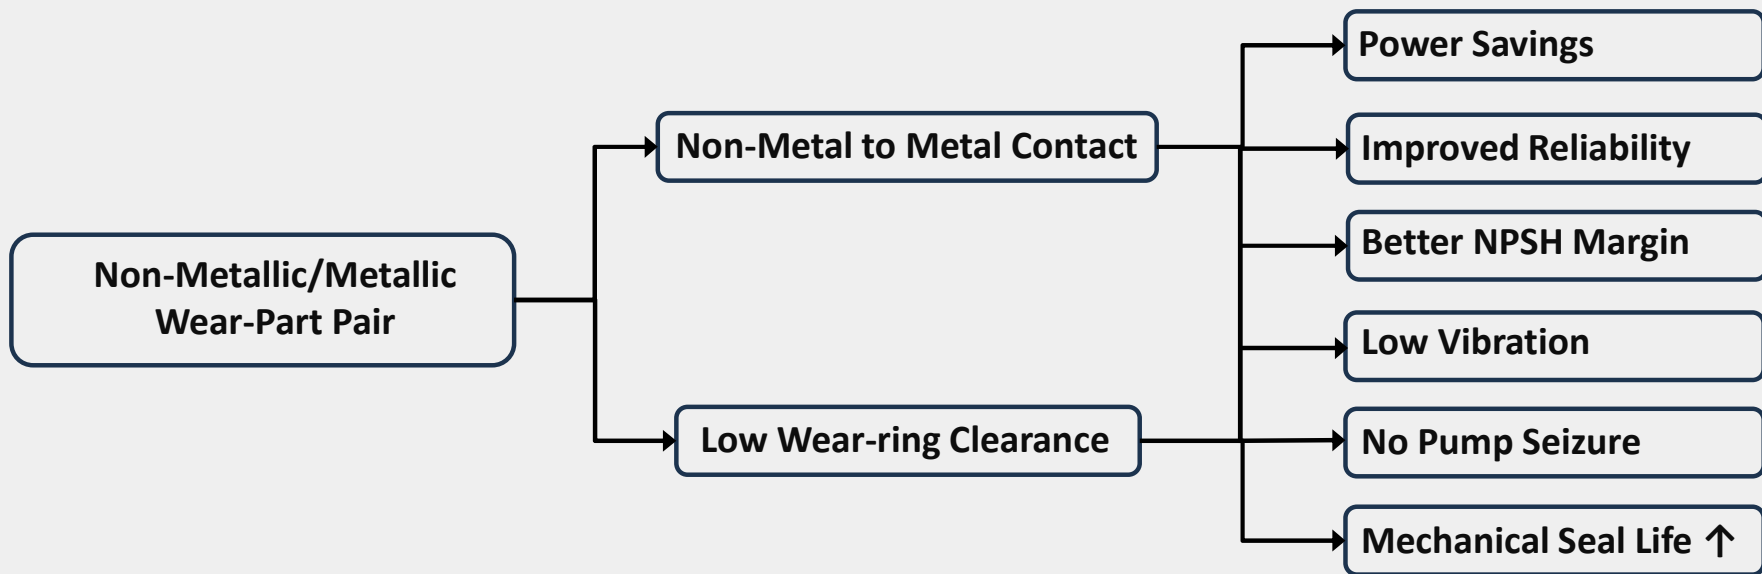 Non-Metallic/Metallic
Wear-Part Pair
Non-Metal to Metal Contact
Low Wear-ring Clearance
Power Savings
Improved Reliability
Better NPSH Margin
Low Vibration
No Pump Seizure
Mechanical Seal Life ↑